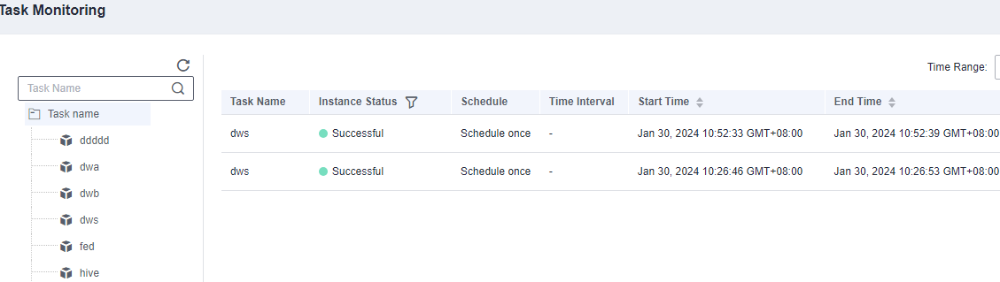 Task Monitoring
Time Range:
Task Name
Task name
ddddd
dwa
dwb
dws
fed
hive
Task Name Instance Status Schedule Time Interval Start Time End Time
dws Successful Schedule once - Jan 30, 2024 10:52:33 GMT+08:00 Jan 30, 2024 10:52:39 GMT+08:00
dws Successful Schedule once - Jan 30, 2024 10:26:46 GMT+08:00 Jan 30, 2024 10:26:53 GMT+08:00